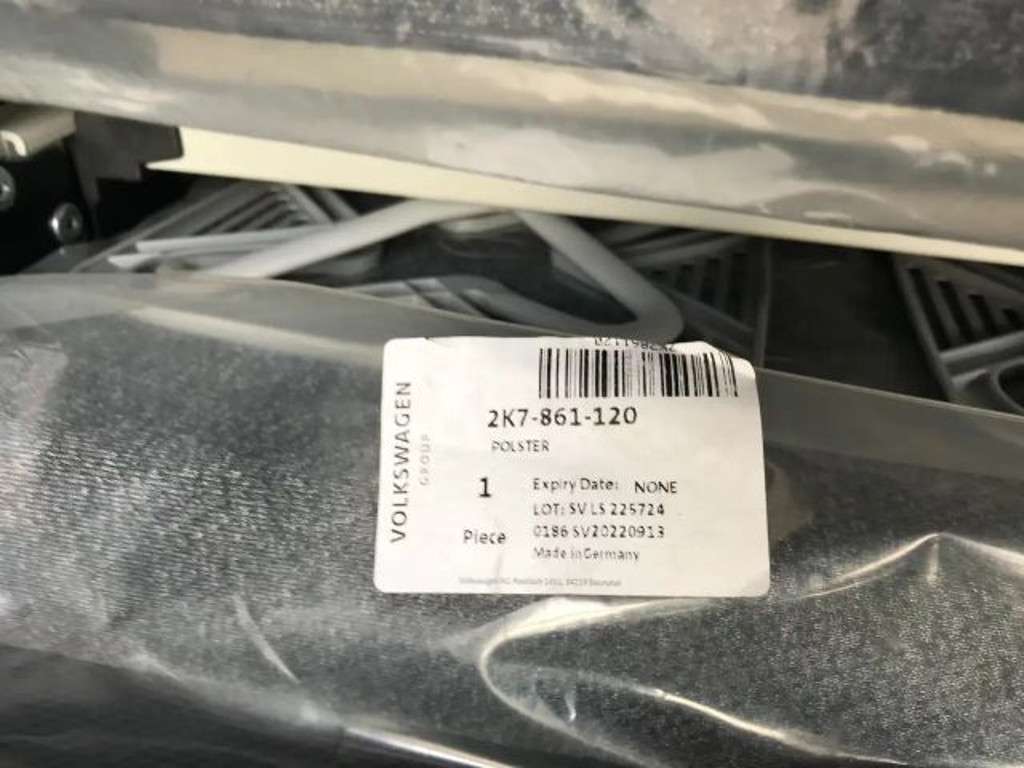 VOLKSWAGEN
GROUP
2K7-861-120
POLSTER
1
Piece
Expiry Date: NONE
LOT: SV LS 225724
0186 SV20220913
Made in Germany